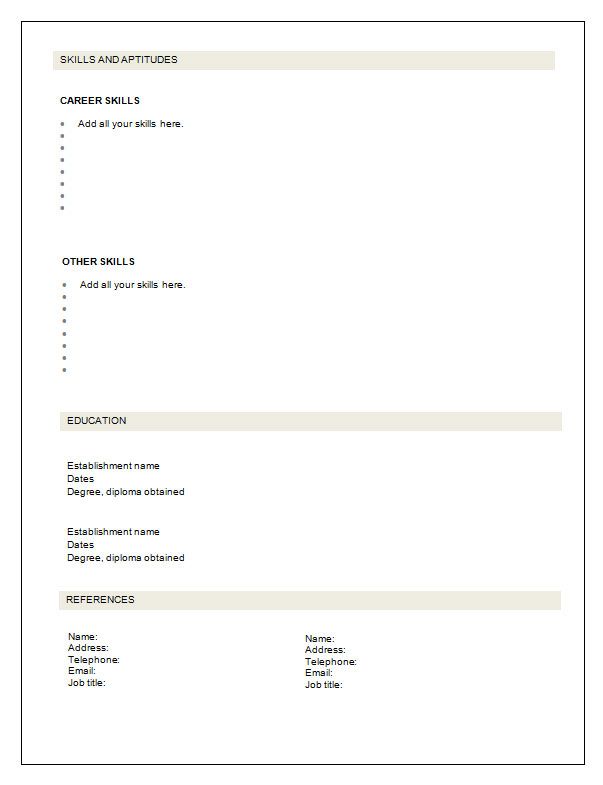 SKILLS AND APTITUDES
CAREER SKILLS
• Add all your skills here.
•
•
•
•
•
•
•
OTHER SKILLS
• Add all your skills here.
•
•
•
•
•
•
•
EDUCATION
Establishment name
Dates
Degree, diploma obtained
Establishment name
Dates
Degree, diploma obtained
REFERENCES
Name:
Address:
Telephone:
Email:
Job title:
Name:
Address:
Telephone:
Email:
Job title: